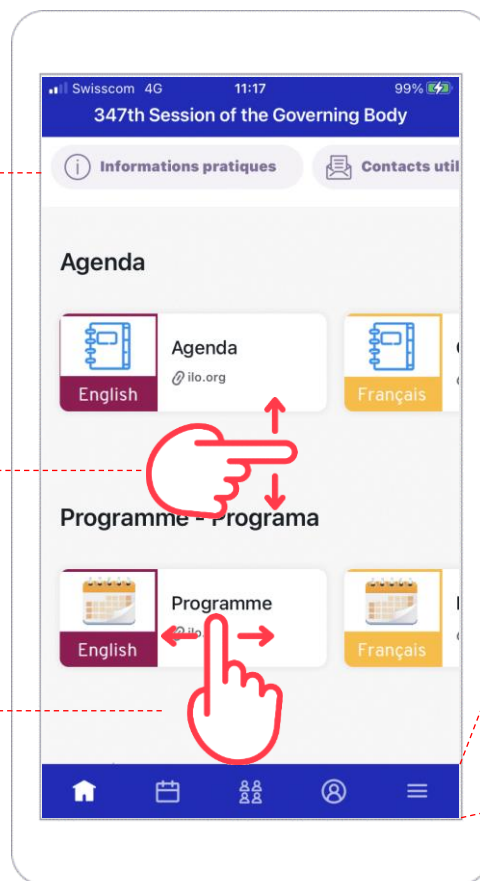 Swisscom 4G 11:17 99%
347th Session of the Governing Body
Informations pratiques Contacts util
Agenda
Agenda
ilo.org
English Français
Programme - Programa
Programme
ilo.
English Français